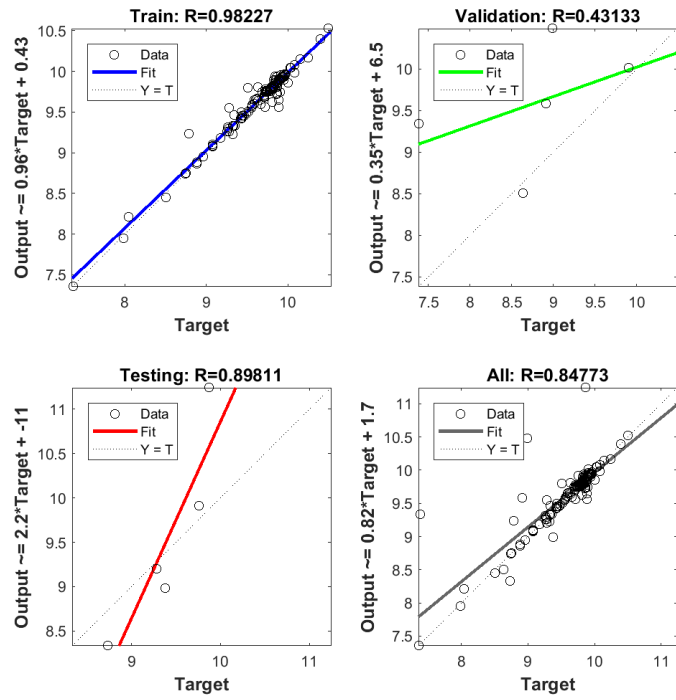 Train: R=0.98227
Output ~= 0.96*Target + 0.43
10.5
10
9.5
9
8.5
8
7.5
Data
Fit
Y = T
8
9
10
Target
Validation: R=0.43133
Output ~= 0.35*Target + 6.5
10
9.5
9
8.5
8
7.5
Data
Fit
Y = T
7.5
8
8.5
9
9.5
10
Target
Testing: R=0.89811
Output ~= 2.2*Target + -11
11
10.5
10
9.5
9
8.5
Data
Fit
Y = T
9
10
11
Target
All: R=0.84773
Output ~= 0.82*Target + 1.7
11
10.5
10
9.5
9
8.5
8
7.5
Data
Fit
Y = T
8
9
10
11
Target